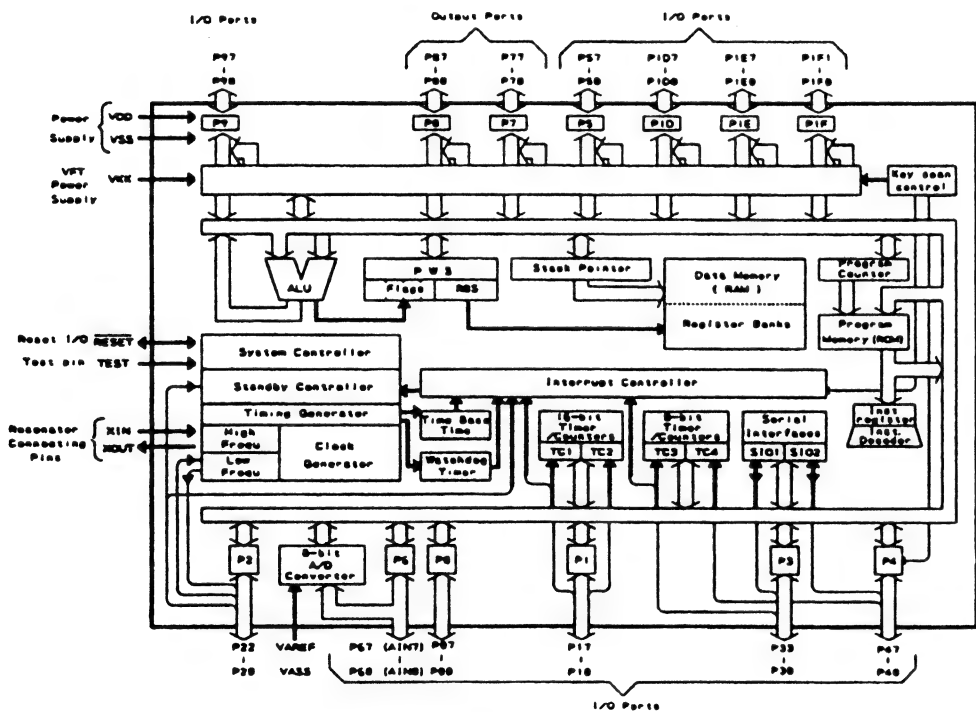 I/O Ports
Output Ports
I/O Ports
P97
P87
P77
P57
P1D7
P1E7
P1F1
P90
P80
P70
P50
P1D0
P1E0
P1F0
Power Supply
VDD
VSS
P9
P8
P7
P5
P1D
P1E
P1F
VFT Power Supply
VKK
Key scan control
ALU
P W S
Flags
RBS
Stack Pointer
Data Memory
( RAM )
Register Banks
Program Counter
Program Memory (ROM)
Reset I/O RESET
Test pin TEST
System Controller
Standby Controller
Timing Generator
High Frequ
Low Frequ
Clock Generator
Interrupt Controller
Time Base Time
Watchdog Timer
16-bit Timer /Counters
TC1
TC2
8-bit Timer /Counters
TC3
TC4
Serial Interfaces
SIO1
SIO2
Inst. register
Inst. Decoder
Resonator Connecting Pins
XIN
XOUT
P2
8-bit A/D Converter
P6
P0
P1
P3
P4
P22
VAREF
P67 (AIN7)
P07
P17
P33
P47
P20
VASS
P60 (AIN0)
P00
P10
P30
P40
I/O Ports